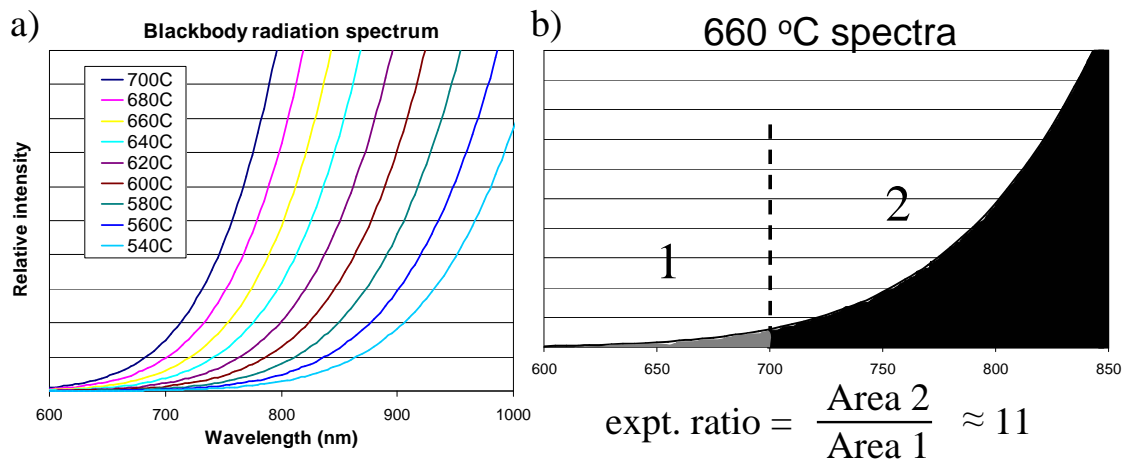 a)
Blackbody radiation spectrum
Relative intensity
700C
680C
660C
640C
620C
600C
580C
560C
540C
600 700 800 900 1000
Wavelength (nm)
b)
660 °C spectra
1
2
600 650 700 750 800 850
expt. ratio = Area 2 / Area 1 ≈ 11